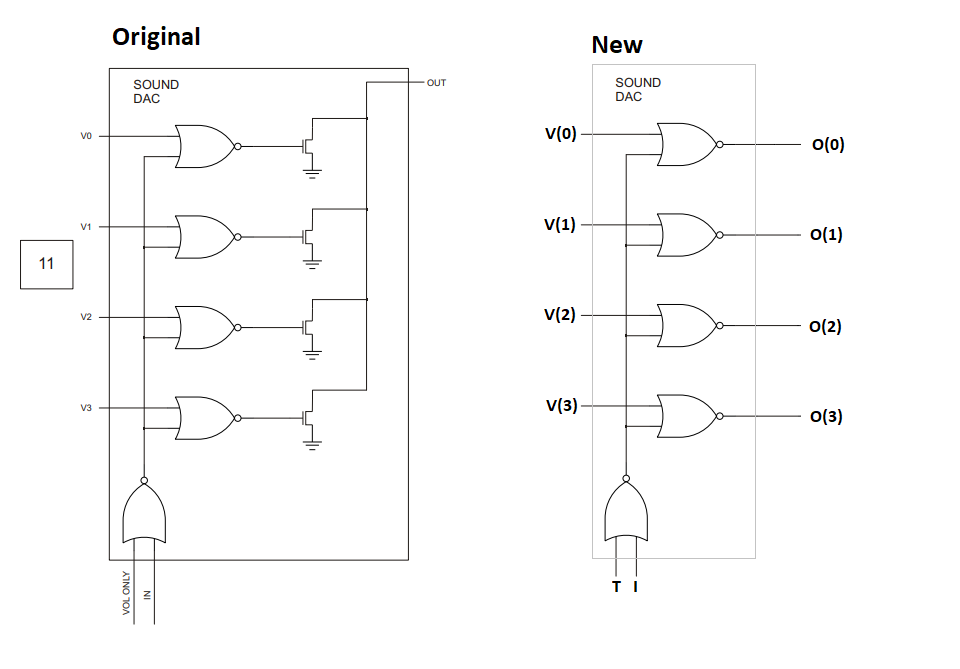 Original
SOUND
DAC
OUT
V0
V1
11
V2
V3
VOL ONLY
IN
New
SOUND
DAC
V(0)
O(0)
V(1)
O(1)
V(2)
O(2)
V(3)
O(3)
T I